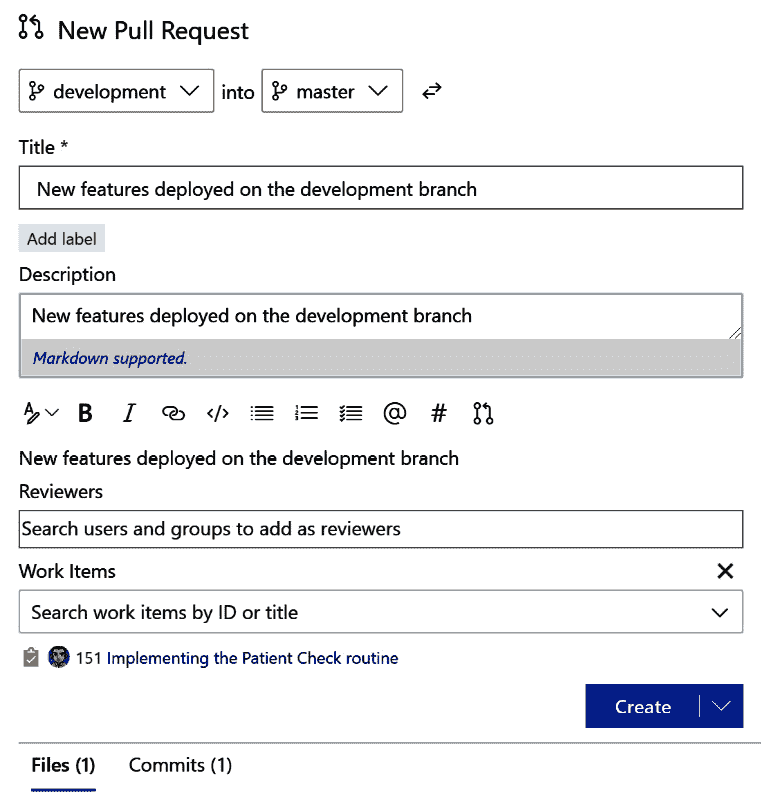 New Pull Request
development into master
Title *
New features deployed on the development branch
Add label
Description
New features deployed on the development branch
Markdown supported.
B I </> @ #
New features deployed on the development branch
Reviewers
Search users and groups to add as reviewers
Work Items
Search work items by ID or title
151 Implementing the Patient Check routine
Create
Files (1) Commits (1)